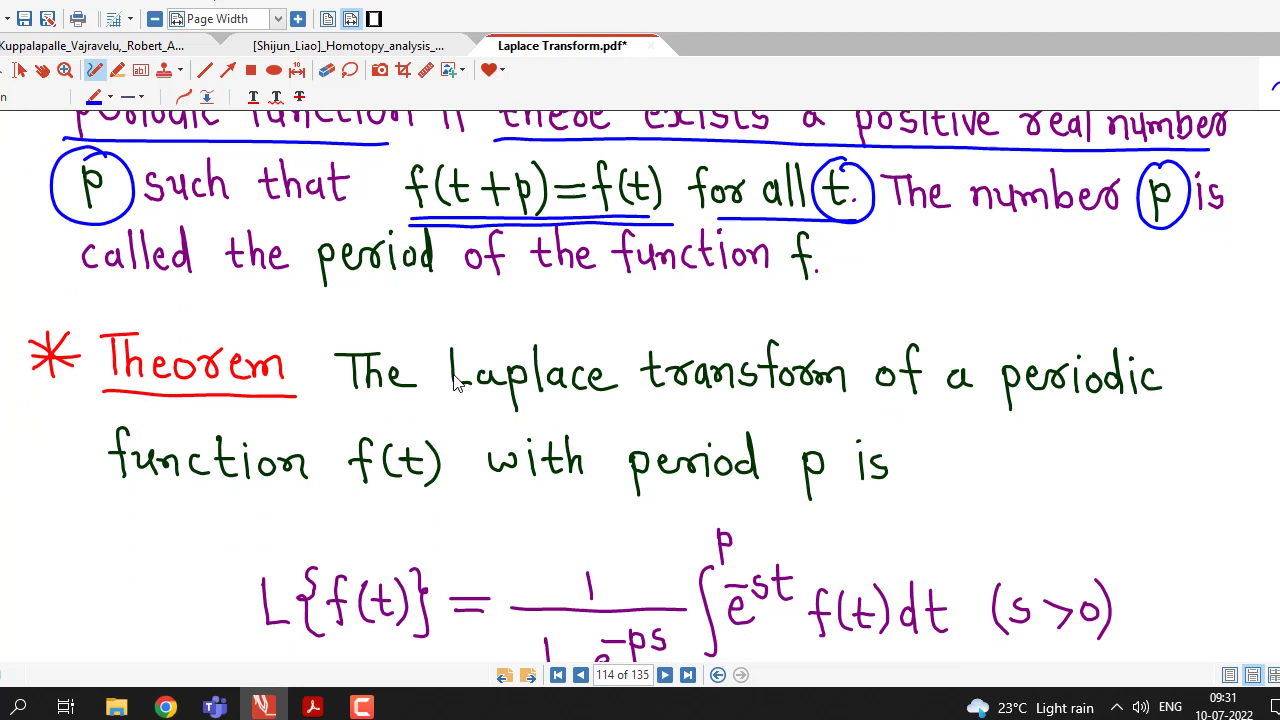 Page Width
Kuppalapalle_Vajravelu,_Robert_A...
[Shijun_Liao]_Homotopy_analysis_...
Laplace Transform.pdf*
periodic function if these exists a positive real number
p such that f(t+p)=f(t) for all t. The number p is
called the period of the function f.
* Theorem The Laplace transform of a periodic
function f(t) with period p is
p
L{f(t)} = 1 ∫ e^-st f(t)dt (s>0)
1 e^-ps
114 of 135
23°C Light rain
ENG
09:31
10-07-2022